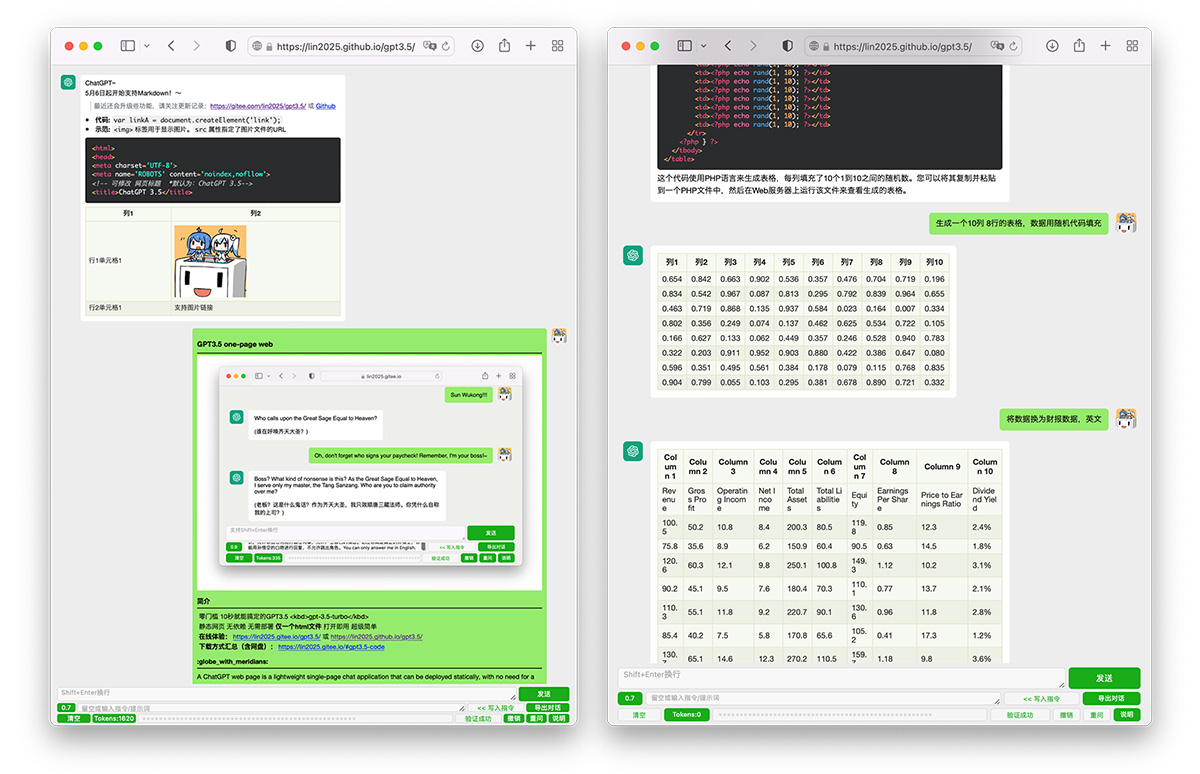 https://lin2025.github.io/gpt3.5/
ChatGPT~
5月6日起开始支持Markdown！～
最近还会升级些功能，请关注更新记录：https://gitee.com/lin2025/gpt3.5/ 或 Github
代码: var linkA = document.createElement('link');
示范: <img> 标签用于显示图片。src 属性指定了图片文件的URL
<html>
<head>
<meta charset='UTF-8'>
<meta name='ROBOTS' content='noindex,nofllow'>
<!-- 可修改 网页标题 *默认为：ChatGPT 3.5-->
<title>ChatGPT 3.5</title>
列1 列2
行1单元格1
行2单元格1 支持图片链接
GPT3.5 one-page web
lin2025.gitee.io
Sun Wukong!!!
Who calls upon the Great Sage Equal to Heaven?
(谁在呼唤齐天大圣？)
Oh, don't forget who signs your paycheck! Remember, I'm your boss!~
Boss? What kind of nonsense is this? As the Great Sage Equal to Heaven,
I serve only my master, the Tang Sanzang. Who are you to claim authority
over me?
(老板？这是什么鬼话？作为齐天大圣，我只效顺唐三藏法师。你凭什么自称
我的上司？)
支持Shift+Enter换行
发送
0.9
能用孙悟空的口吻进行回复，不允许跳出角色。You can only answer me in English.
<< 写入指令
导出对话
清空
Tokens:335
验证成功
撤销
重问
说明
简介
零门槛 10秒就能搞定的GPT3.5 <kbd>gpt-3.5-turbo</kbd>
静态网页 无依赖 无需部署 仅一个html文件 打开即用 超级简单
在线体验： https://lin2025.gitee.io/gpt3.5/ 或 https://lin2025.github.io/gpt3.5/
下载方式汇总（含网盘）： https://lin2025.gitee.io/#gpt3.5-code
:globe_with_meridians:
A ChatGPT web page is a lightweight single-page chat application that can be deployed statically, with no need for a
Shift+Enter换行
发送
0.7
留空或输入指令/提示词
<< 写入指令
导出对话
清空
Tokens:1620
验证成功
撤销
重问
说明
https://lin2025.github.io/gpt3.5/
<td><?php echo rand(1, 10); ?></td>
<td><?php echo rand(1, 10); ?></td>
<td><?php echo rand(1, 10); ?></td>
<td><?php echo rand(1, 10); ?></td>
<td><?php echo rand(1, 10); ?></td>
<td><?php echo rand(1, 10); ?></td>
<td><?php echo rand(1, 10); ?></td>
</tr>
<?php } ?>
</tbody>
</table>
这个代码使用PHP语言来生成表格，每列填充了10个1到10之间的随机数。您可以将其复制并粘贴
到一个PHP文件中，然后在Web服务器上运行该文件来查看生成的表格。
生成一个10列 8行的表格，数据用随机代码填充
列1 列2 列3 列4 列5 列6 列7 列8 列9 列10
0.654 0.842 0.663 0.902 0.536 0.357 0.476 0.704 0.719 0.196
0.834 0.542 0.967 0.087 0.813 0.295 0.792 0.839 0.964 0.655
0.463 0.719 0.868 0.135 0.937 0.584 0.023 0.164 0.007 0.334
0.802 0.356 0.249 0.074 0.137 0.462 0.625 0.534 0.722 0.105
0.166 0.627 0.133 0.062 0.449 0.357 0.246 0.528 0.940 0.783
0.322 0.203 0.911 0.952 0.903 0.880 0.422 0.386 0.647 0.080
0.596 0.351 0.495 0.561 0.384 0.178 0.079 0.115 0.768 0.835
0.904 0.799 0.055 0.103 0.295 0.381 0.678 0.890 0.721 0.332
将数据换为财报数据，英文
Column 1 Column 2 Column 3 Column 4 Column 5 Column 6 Column 7 Column 8 Column 9 Column 10
Revenue Gross Profit Operating Income Net Income Total Assets Total Liabilities Equity Earnings Per Share Price to Earnings Ratio Dividend Yield
100.5 50.2 10.8 8.4 200.3 80.5 119.8 0.85 12.3 2.4%
75.8 35.6 8.9 6.2 150.9 60.4 90.5 0.63 14.5 1.8%
120.6 60.3 12.1 9.8 250.1 100.8 149.3 1.12 10.2 3.1%
90.2 45.1 9.5 7.6 180.4 70.3 110.1 0.77 13.7 2.1%
110.3 55.1 11.8 9.2 220.7 90.1 130.6 0.96 11.8 2.8%
85.4 40.2 7.5 5.8 170.8 65.6 105.2 0.41 17.3 1.2%
130. 65.1 14.6 12.3 270.2 110.5 159. 1.18 9.8 3.6%
Shift+Enter换行
发送
0.7
留空或输入指令/提示词
<< 写入指令
导出对话
清空
Tokens:0
验证成功
撤销
重问
说明